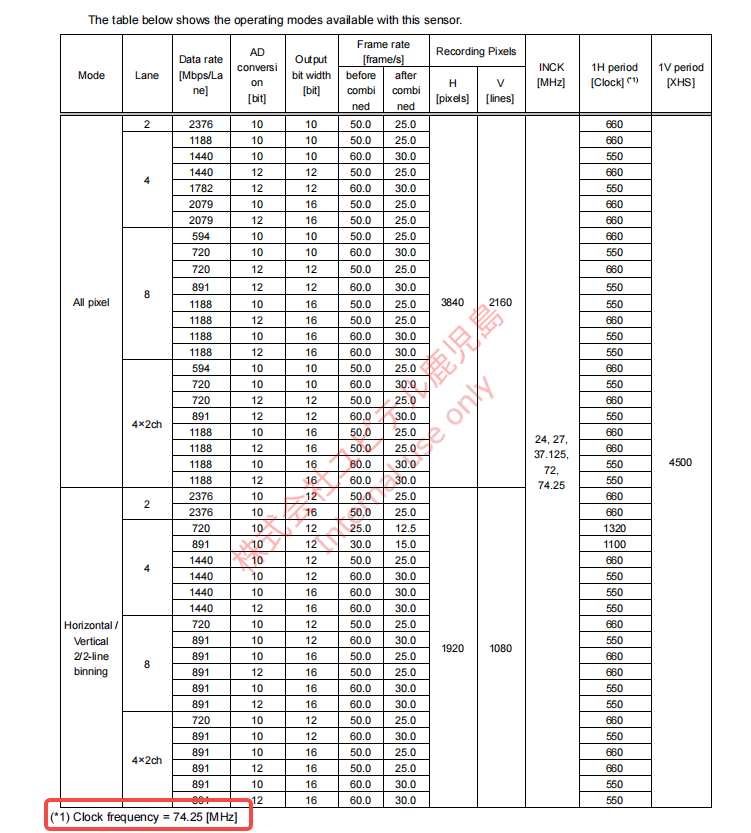 The table below shows the operating modes available with this sensor.
Mode Lane Data rate [Mbps/La ne] AD conversi on [bit] Output bit width [bit] Frame rate [frame/s] Recording Pixels INCK [MHz] 1H period [Clock] (*1) 1V period [XHS]
before combi ned after combi ned H [pixels] V [lines]
2 2376 10 10 50.0 25.0 660
1188 10 10 50.0 25.0 660
1440 10 10 60.0 30.0 550
4 1440 12 12 50.0 25.0 660
1782 12 12 60.0 30.0 550
2079 10 16 50.0 25.0 660
2079 12 16 50.0 25.0 660
594 10 10 50.0 25.0 660
720 10 10 60.0 30.0 550
720 12 12 50.0 25.0 660
8 891 12 12 60.0 30.0 550
All pixel 1188 10 16 50.0 25.0 3840 2160 550
1188 12 16 50.0 25.0 660
1188 10 16 60.0 30.0 550
1188 12 16 60.0 30.0 550
594 10 10 50.0 25.0 660
720 10 10 60.0 30.0 550
720 12 12 50.0 25.0 660
891 12 12 60.0 30.0 550
4×2ch 1188 10 16 50.0 25.0 660
1188 12 16 50.0 25.0 24, 27, 37.125, 72, 74.25 660
1188 10 16 60.0 30.0 550 4500
1188 12 16 60.0 30.0 550
2 2376 10 12 50.0 25.0 660
2376 10 16 50.0 25.0 660
720 10 12 25.0 12.5 1320
891 10 12 30.0 15.0 1100
4 1440 10 16 50.0 25.0 660
1440 10 12 60.0 30.0 550
1440 10 16 60.0 30.0 550
1440 12 16 60.0 30.0 550
Horizontal / Vertical 2/2-line binning 720 10 12 50.0 25.0 660
891 10 12 60.0 30.0 550
8 891 10 16 50.0 25.0 1920 1080 660
891 12 16 50.0 25.0 660
891 10 16 60.0 30.0 550
891 12 16 60.0 30.0 550
720 10 12 50.0 25.0 660
891 10 12 60.0 30.0 550
4×2ch 891 10 16 50.0 25.0 660
891 12 16 50.0 25.0 660
891 10 16 60.0 30.0 550
891 12 16 60.0 30.0 550
(*1) Clock frequency = 74.25 [MHz]
株式会社ユピテル鹿児島
Internal use only